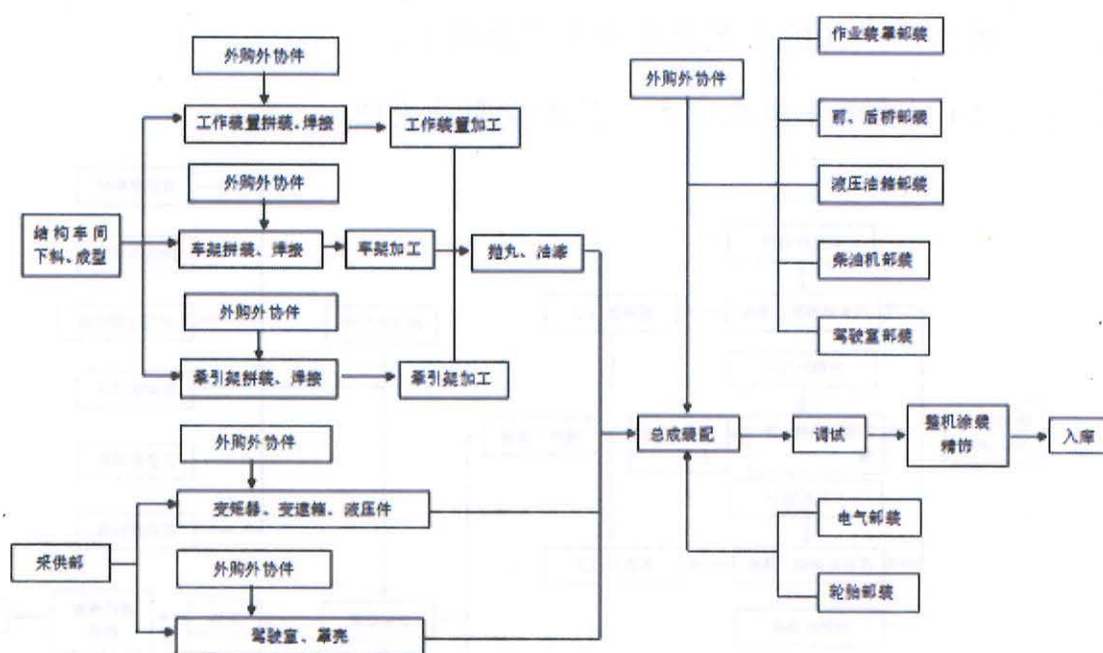 外购外协件
工作装置拼装、焊接
工作装置加工
外购外协件
结构车间
下料、成型
车架拼装、焊接
车架加工
抛丸、油漆
外购外协件
牵引架拼装、焊接
牵引架加工
外购外协件
变矩器、变速箱、液压件
采供部
外购外协件
驾驶室、罩壳
外购外协件
作业装置部装
前、后桥部装
液压油箱部装
柴油机部装
驾驶室部装
总成装配
调试
整机涂装
精饰
入库
电气部装
轮胎部装